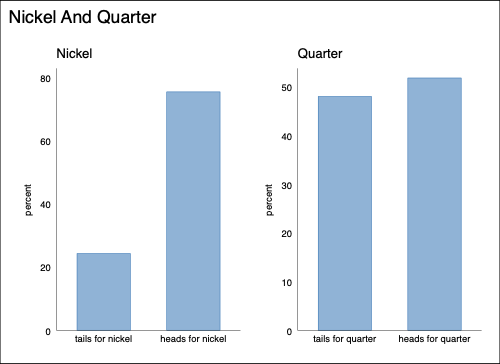 Nickel And Quarter
Nickel
Quarter
percent
80
60
40
20
0
tails for nickel
heads for nickel
percent
50
40
30
20
10
0
tails for quarter
heads for quarter